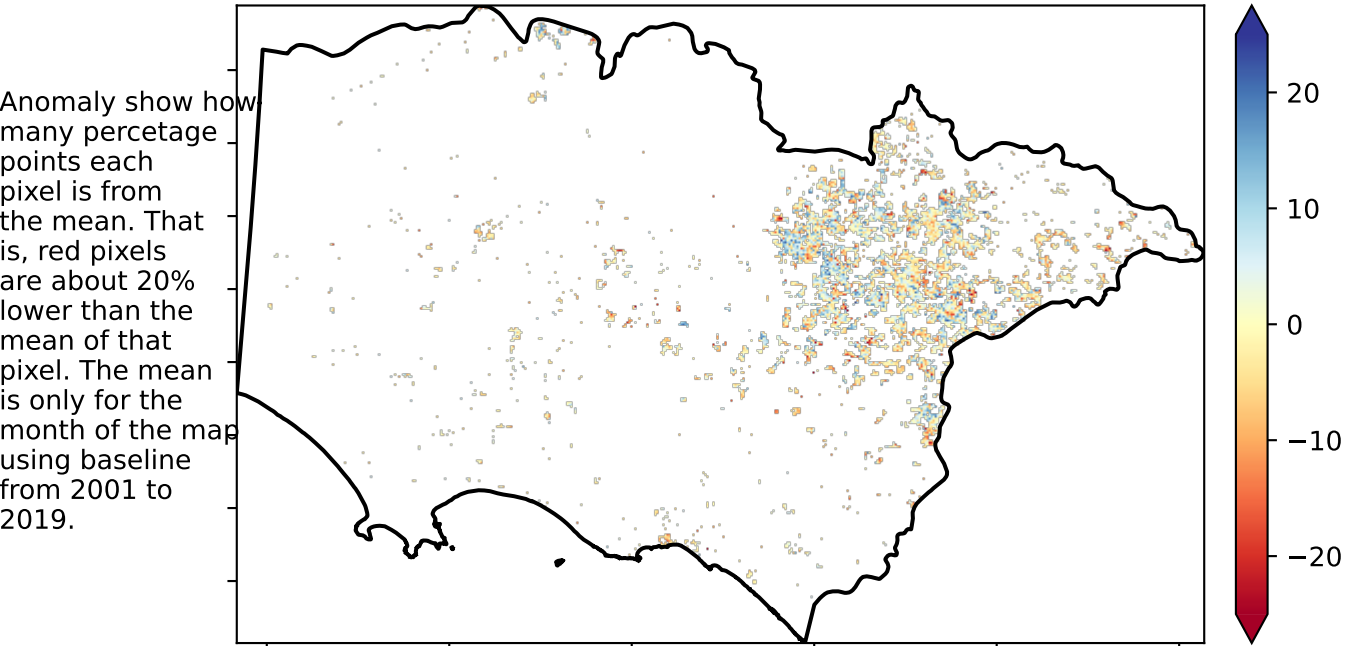 Anomaly show how
many percetage
points each
pixel is from
the mean. That
is, red pixels
are about 20%
lower than the
mean of that
pixel. The mean
is only for the
month of the map
using baseline
from 2001 to
2019.
20
10
0
−10
−20